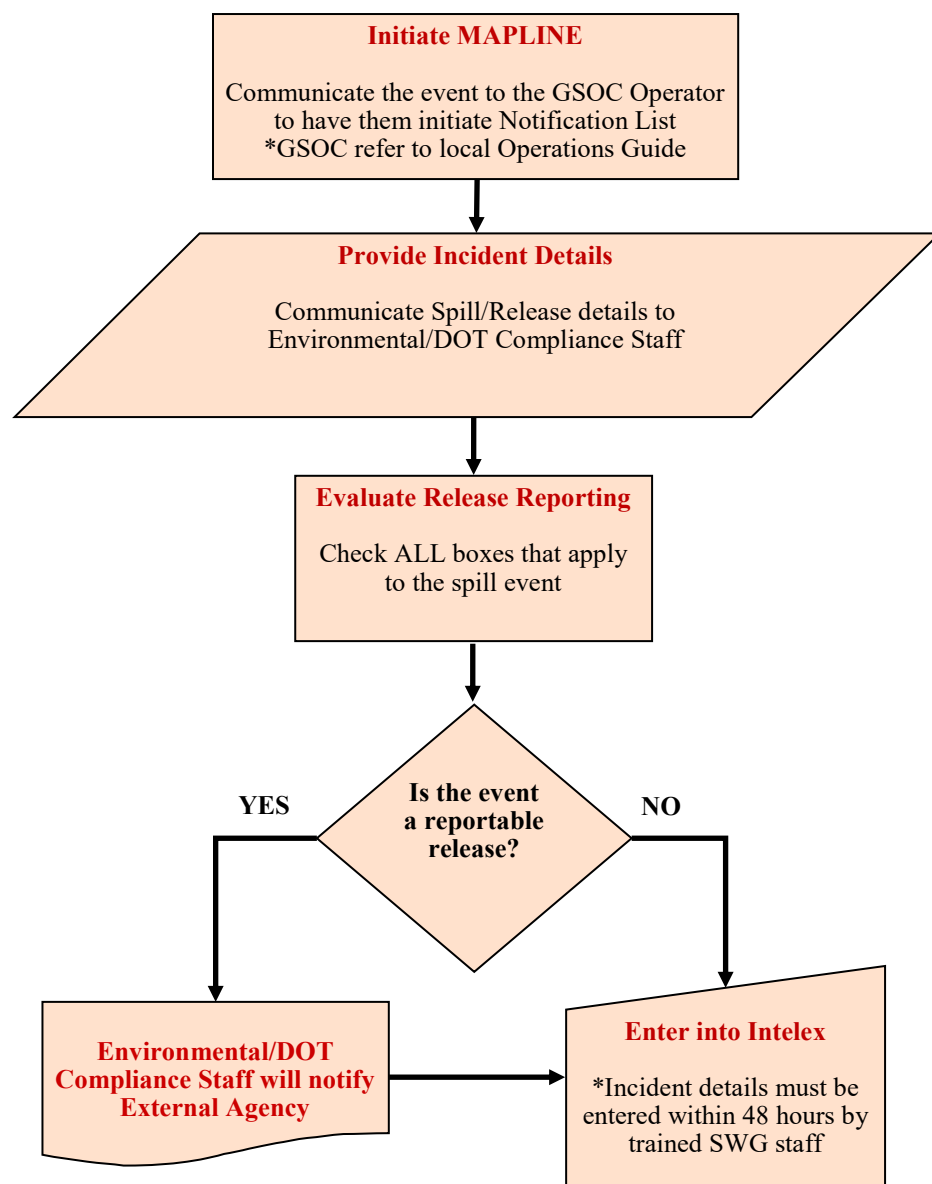 Initiate MAPLINE
Communicate the event to the GSOC Operator
to have them initiate Notification List
*GSOC refer to local Operations Guide
Provide Incident Details
Communicate Spill/Release details to
Environmental/DOT Compliance Staff
Evaluate Release Reporting
Check ALL boxes that apply
to the spill event
Is the event
a reportable
release?
YES
NO
Environmental/DOT
Compliance Staff will notify
External Agency
Enter into Intelex
*Incident details must be
entered within 48 hours by
trained SWG staff